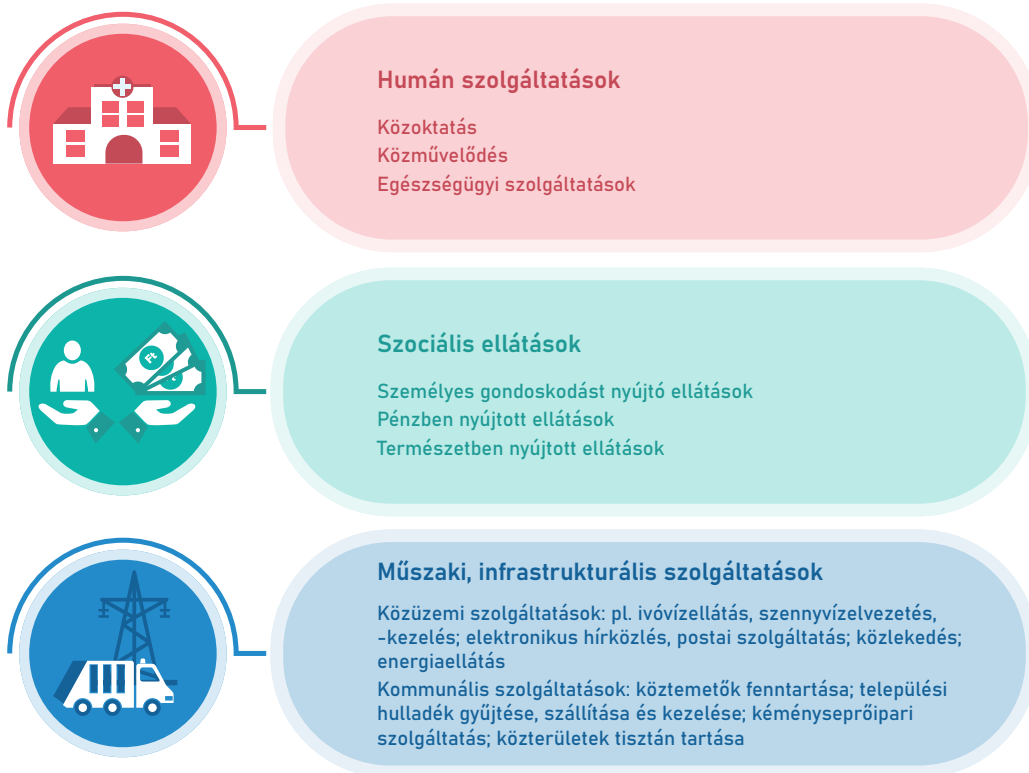 Humán szolgáltatások
Közoktatás
Közművelődés
Egészségügyi szolgáltatások
Szociális ellátások
Személyes gondoskodást nyújtó ellátások
Pénzben nyújtott ellátások
Természetben nyújtott ellátások
Ft
Műszaki, infrastrukturális szolgáltatások
Közüzemi szolgáltatások: pl. ivóvízellátás, szennyvízelvezetés,
-kezelés; elektronikus hírközlés, postai szolgáltatás; közlekedés;
energiaellátás
Kommunális szolgáltatások: köztemetők fenntartása; települési
hulladék gyűjtése, szállítása és kezelése; kéményseprőipari
szolgáltatás; közterületek tisztán tartása